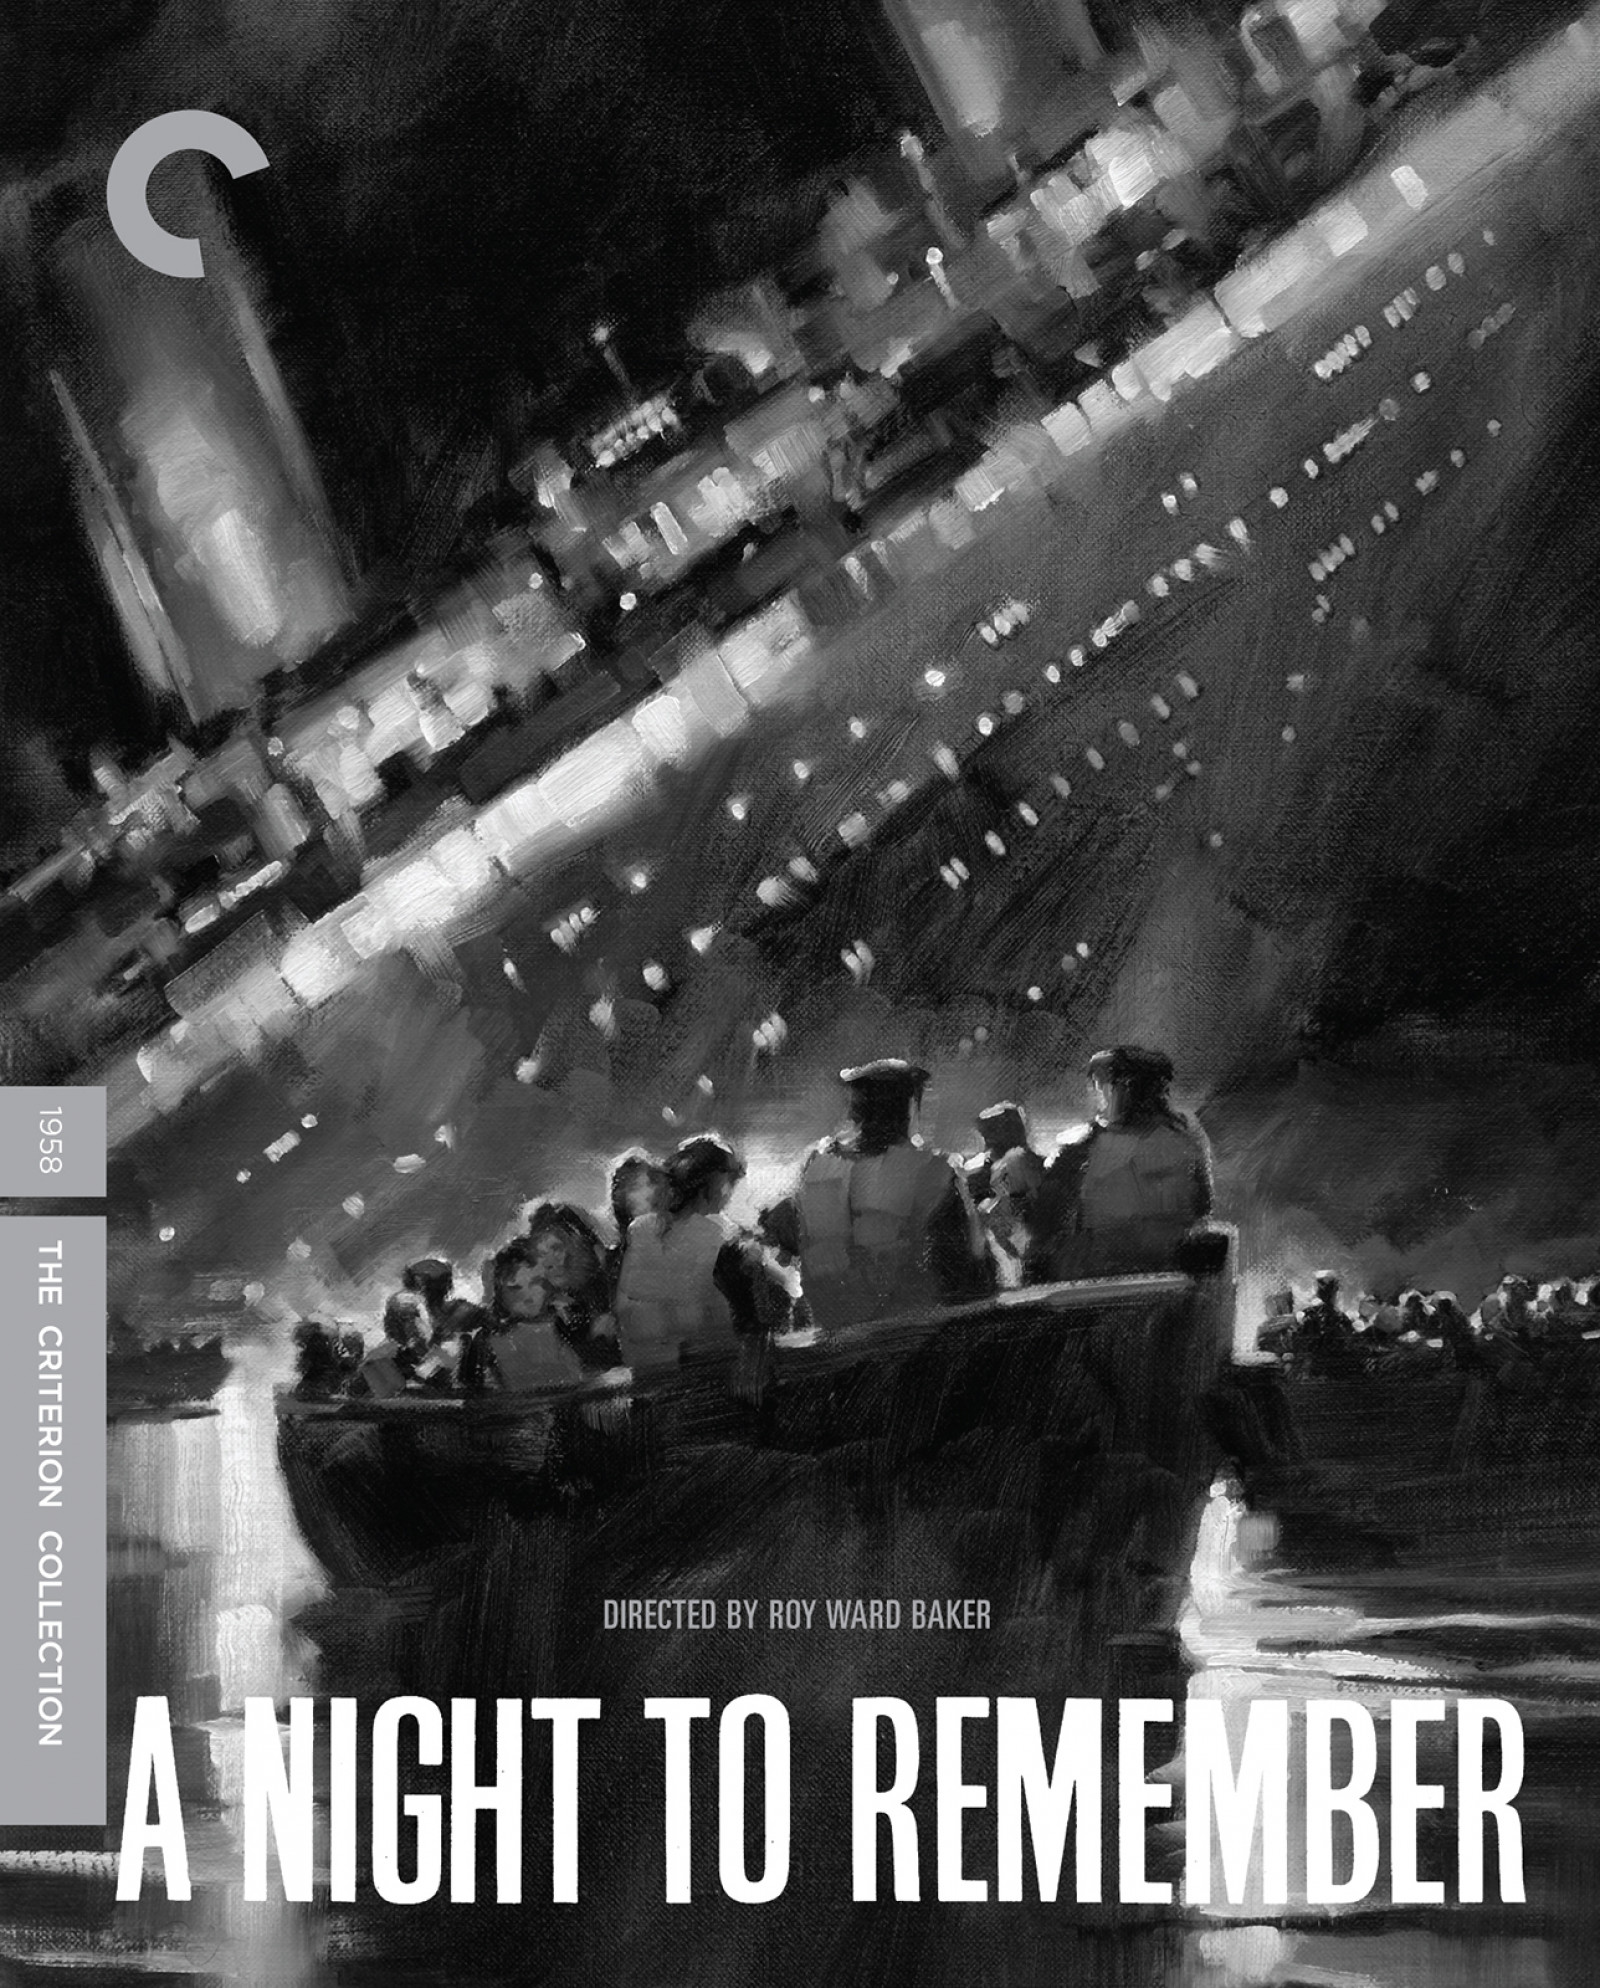 1958
THE CRITERION COLLECTION
DIRECTED BY ROY WARD BAKER
A NIGHT TO REMEMBER